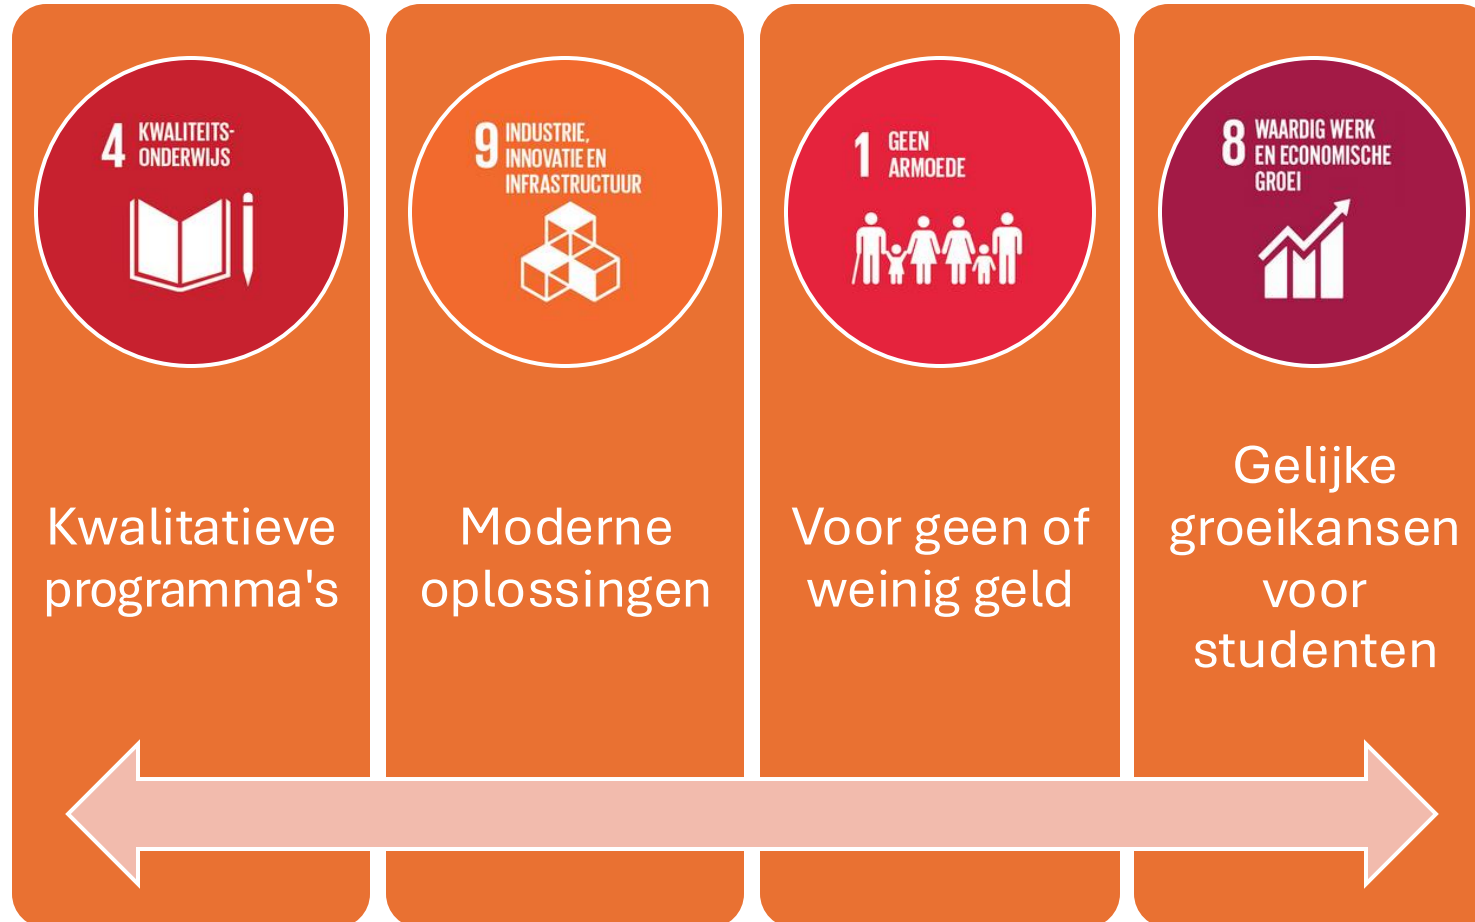 4 KWALITEITS-
ONDERWIJS
Kwalitatieve
programma's
9 INDUSTRIE,
INNOVATIE EN
INFRASTRUCTUUR
Moderne
oplossingen
1 GEEN
ARMOEDE
Voor geen of
weinig geld
8 WAARDIG WERK
EN ECONOMISCHE
GROEI
Gelijke
groeikansen
voor
studenten